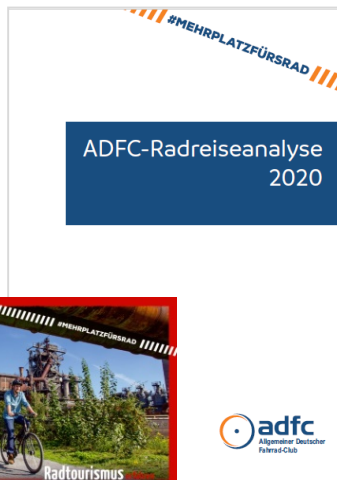 #MEHRPLATZFÜRSRAD
ADFC-Radreiseanalyse
2020
#MEHRPLATZFÜRSRAD
Radtourismus
adfc
Allgemeiner Deutscher
Fahrrad-Club